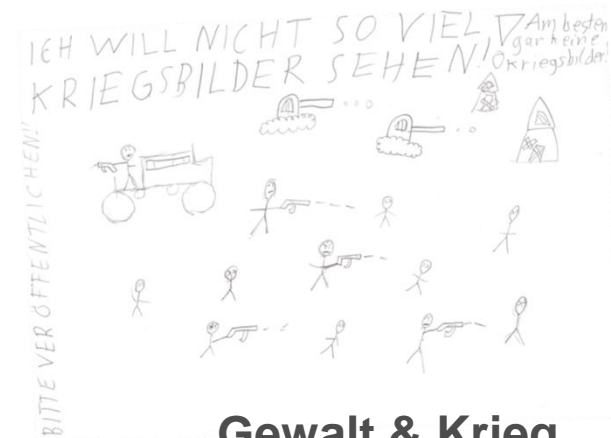 ICH WILL NICHT SO VIEL
KRIEGSBILDER SEHEN!
Am besten
gar keine
kriegsbilder!
BITTE VERÖFFENTLICHEN!!
Gewalt & Krieg